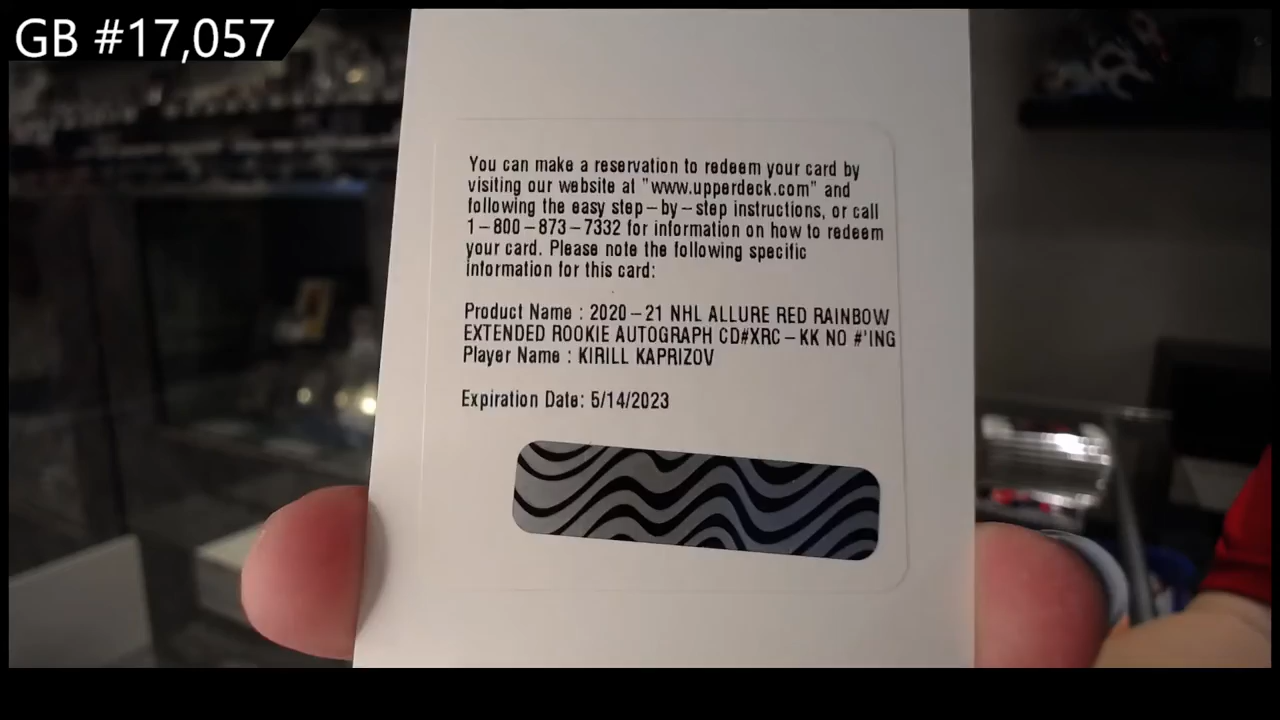 GB #17,057
You can make a reservation to redeem your card by
visiting our website at "www.upperdeck.com" and
following the easy step-by-step instructions, or call
1-800-873-7332 for information on how to redeem
your card. Please note the following specific
information for this card:
Product Name : 2020-21 NHL ALLURE RED RAINBOW
EXTENDED ROOKIE AUTOGRAPH CD#XRC-KK NO #'ING
Player Name : KIRILL KAPRIZOV
Expiration Date: 5/14/2023